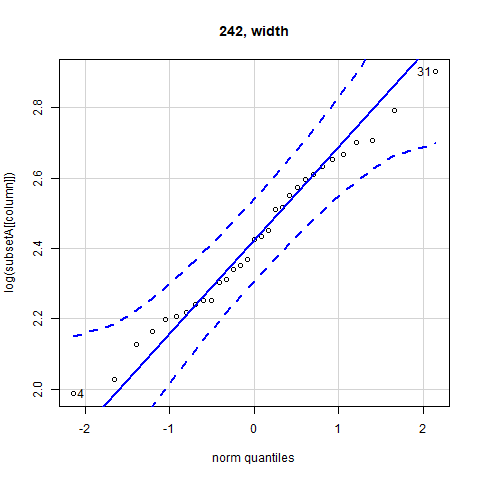 242, width
log(subsetA[[column]])
2.8
2.6
2.4
2.2
2.0
31
4
-2 -1 0 1 2
norm quantiles